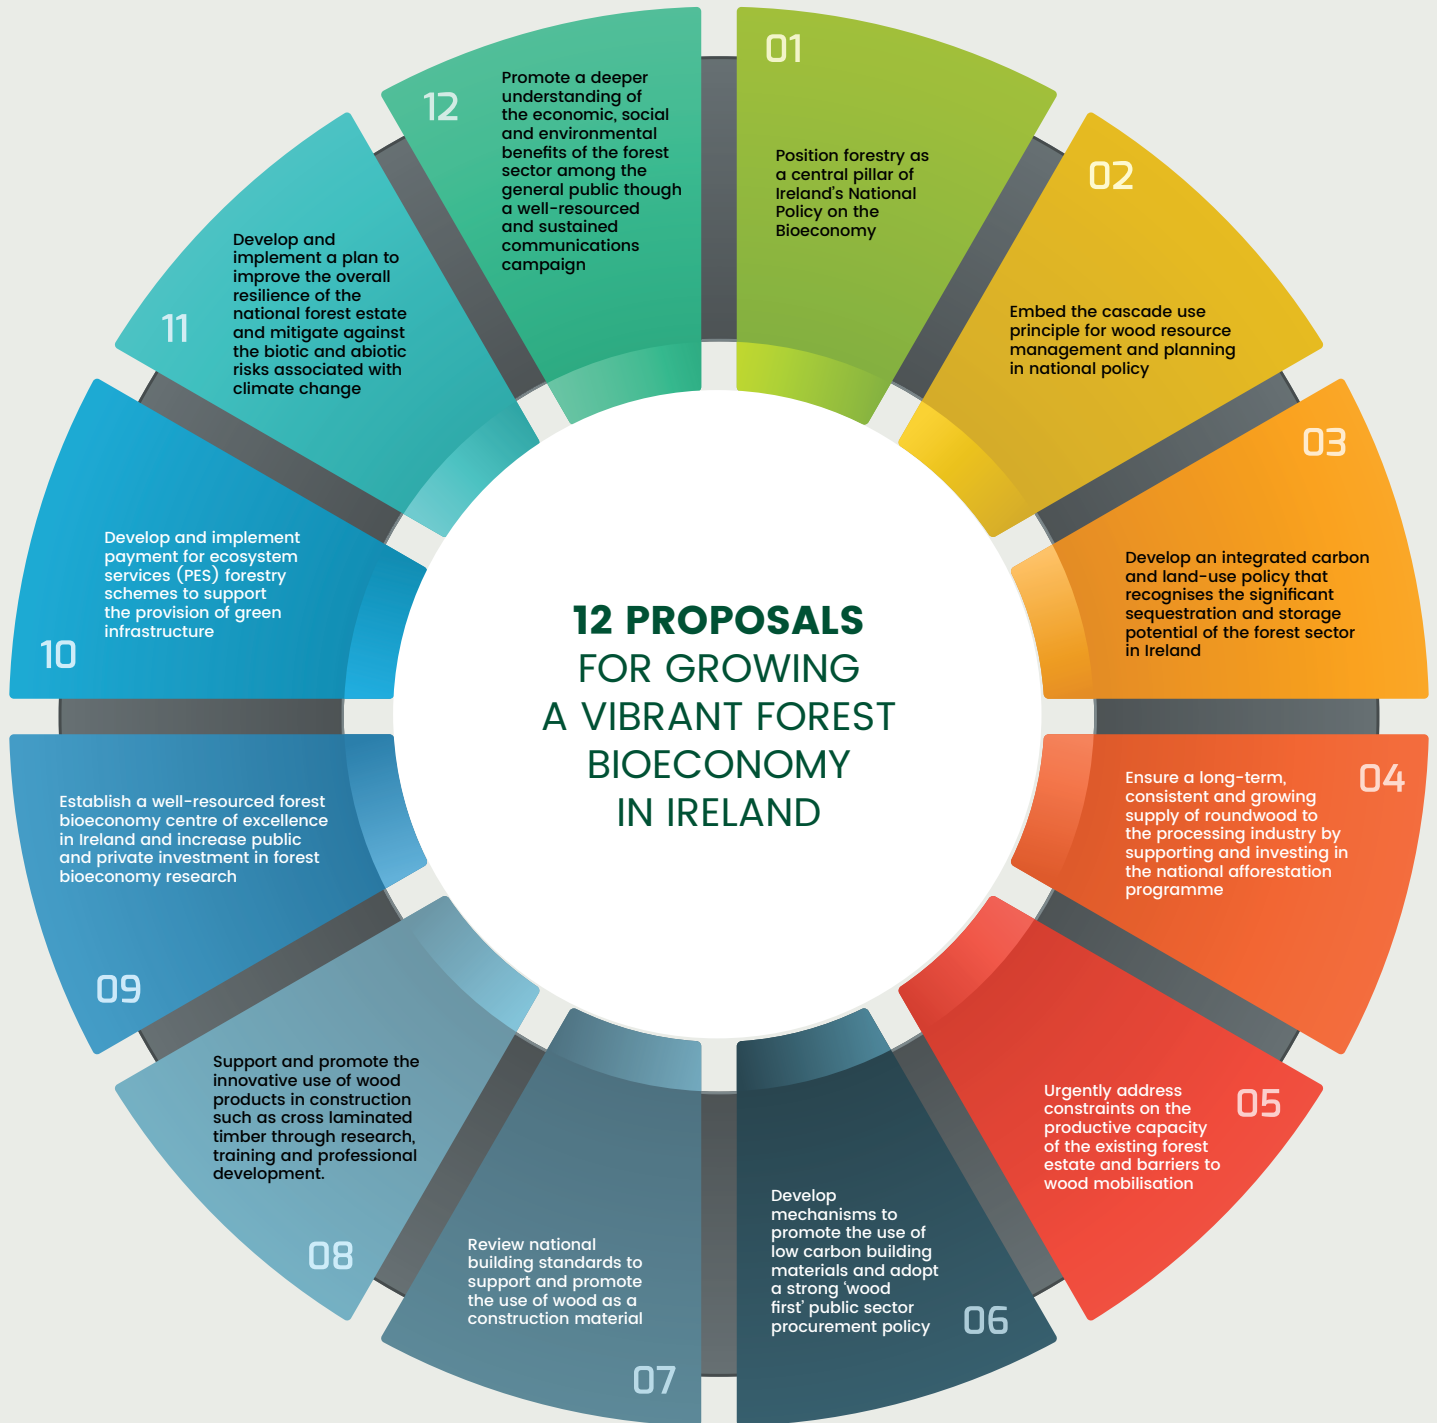 12 PROPOSALS
FOR GROWING
A VIBRANT FOREST
BIOECONOMY
IN IRELAND
01
Position forestry as
a central pillar of
Ireland's National
Policy on the
Bioeconomy
02
Embed the cascade use
principle for wood resource
management and planning
in national policy
03
Develop an integrated carbon
and land-use policy that
recognises the significant
sequestration and storage
potential of the forest sector
in Ireland
04
Ensure a long-term,
consistent and growing
supply of roundwood to
the processing industry by
supporting and investing in
the national afforestation
programme
05
Urgently address
constraints on the
productive capacity
of the existing forest
estate and barriers to
wood mobilisation
06
Develop
mechanisms to
promote the use of
low carbon building
materials and adopt
a strong ‘wood
first’ public sector
procurement policy
07
Review national
building standards to
support and promote
the use of wood as a
construction material
08
Support and promote the
innovative use of wood
products in construction
such as cross laminated
timber through research,
training and professional
development.
09
Establish a well-resourced forest
bioeconomy centre of excellence
in Ireland and increase public
and private investment in forest
bioeconomy research
10
Develop and implement
payment for ecosystem
services (PES) forestry
schemes to support
the provision of green
infrastructure
11
Develop and
implement a plan to
improve the overall
resilience of the
national forest estate
and mitigate against
the biotic and abiotic
risks associated with
climate change
12
Promote a deeper
understanding of
the economic, social
and environmental
benefits of the forest
sector among the
general public though
a well-resourced
and sustained
communications
campaign